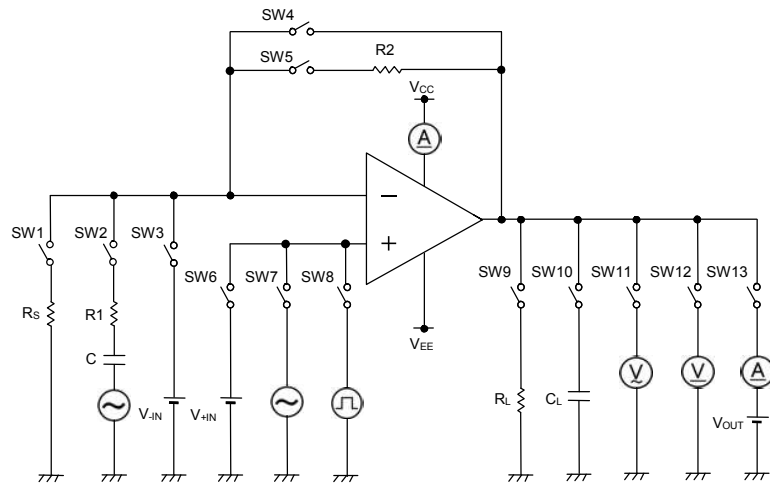 SW4
SW5 R2
VCC
A
− +
SW1 SW2 SW3
SW6 SW7 SW8
SW9 SW10 SW11 SW12 SW13
RS R1
C
VEE
V V A
V-IN V+IN
RL CL
VOUT